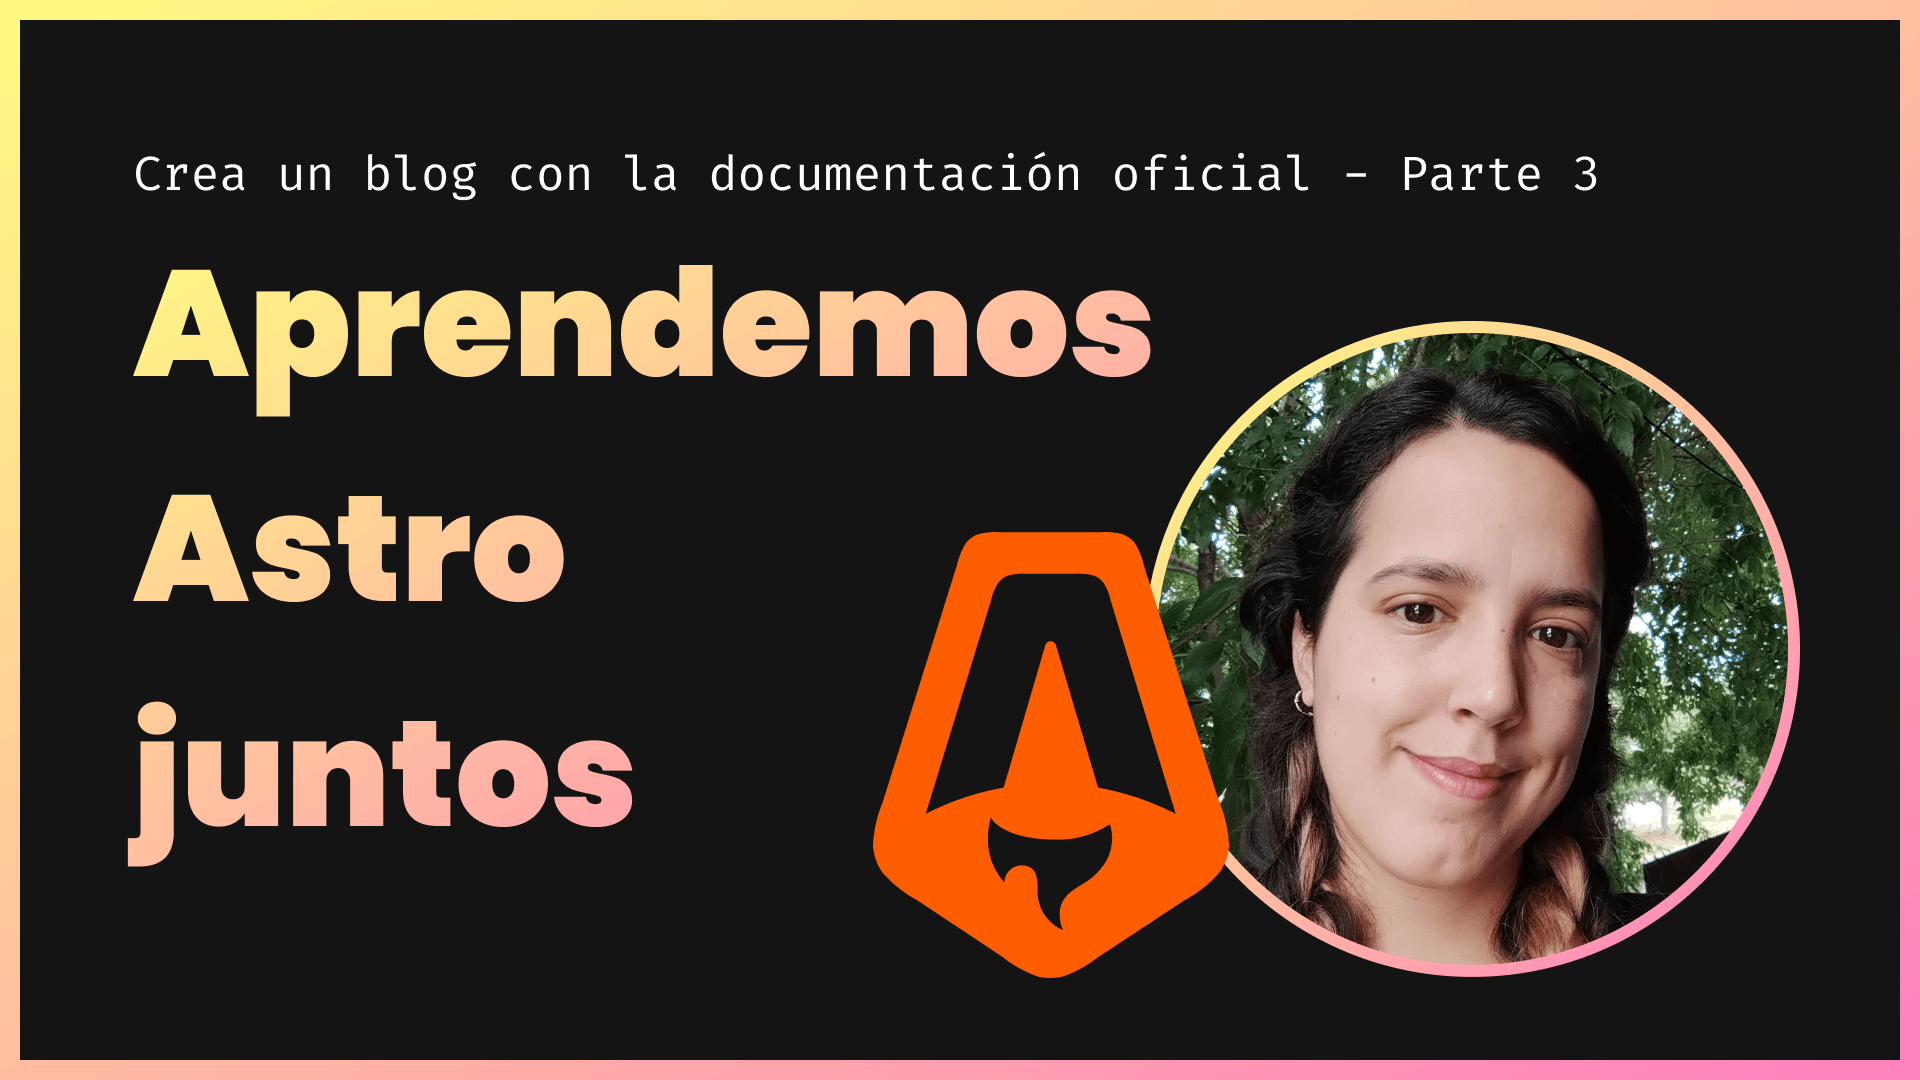 Crea un blog con la documentación oficial - Parte 3
Aprendemos
Astro
juntos